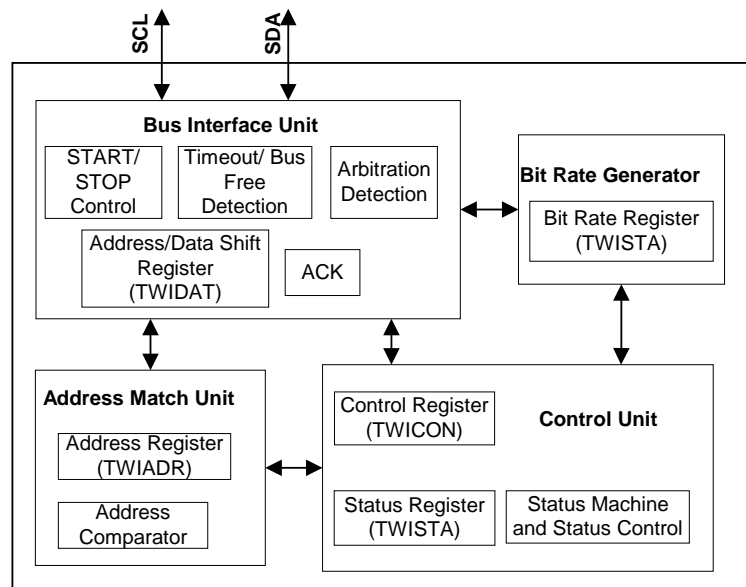 SCL
SDA
Bus Interface Unit
START/
STOP
Control
Timeout/ Bus
Free
Detection
Arbitration
Detection
Address/Data Shift
Register
(TWIDAT)
ACK
Bit Rate Generator
Bit Rate Register
(TWISTA)
Address Match Unit
Address Register
(TWIADR)
Address
Comparator
Control Unit
Control Register
(TWICON)
Status Register
(TWISTA)
Status Machine
and Status Control